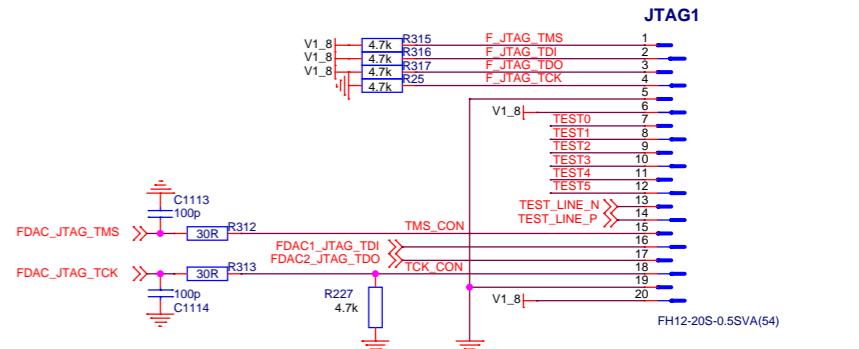 JTAG1
V1_8 4.7k R315 F_JTAG_TMS 1
V1_8 4.7k R316 F_JTAG_TDI 2
V1_8 4.7k R317 F_JTAG_TDO 3
4.7k R25 F_JTAG_TCK 4
5
V1_8 6
TEST0 7
TEST1 8
TEST2 9
TEST3 10
TEST4 11
TEST5 12
TEST_LINE_N 13
TEST_LINE_P 14
C1113
100p
FDAC_JTAG_TMS 30R R312 TMS_CON 15
FDAC1_JTAG_TDI 16
FDAC2_JTAG_TDO 17
FDAC_JTAG_TCK 30R R313 TCK_CON 18
19
100p
C1114
R227
4.7k
V1_8 20
FH12-20S-0.5SVA(54)